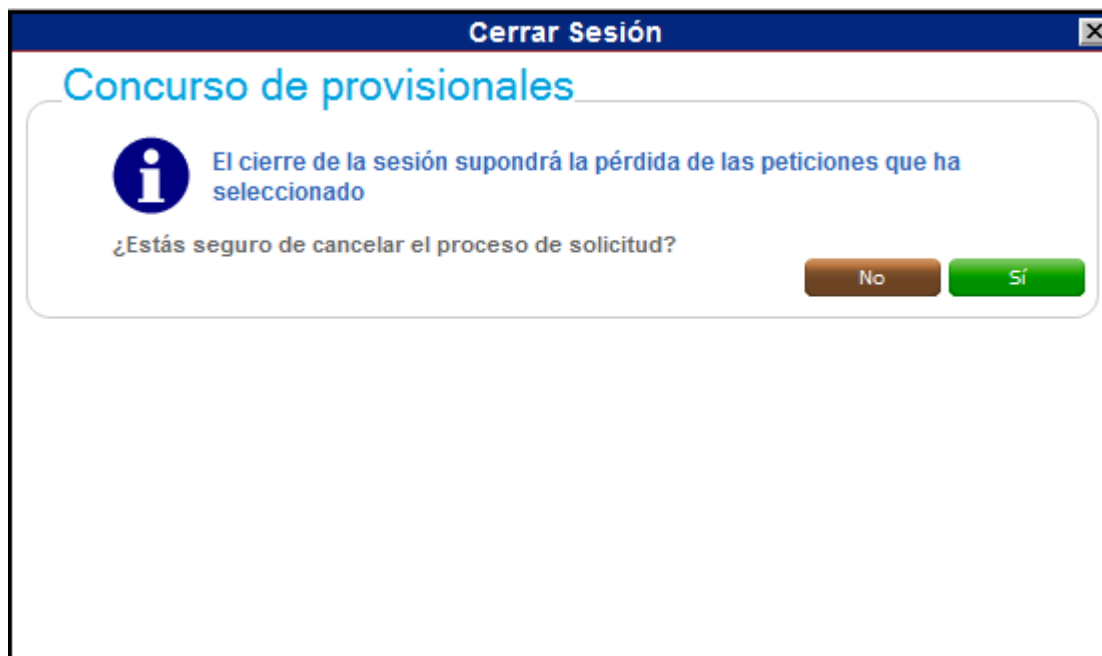 Cerrar Sesión
Concurso de provisionales
El cierre de la sesión supondrá la pérdida de las peticiones que ha
seleccionado
¿Estás seguro de cancelar el proceso de solicitud?
No
Sí